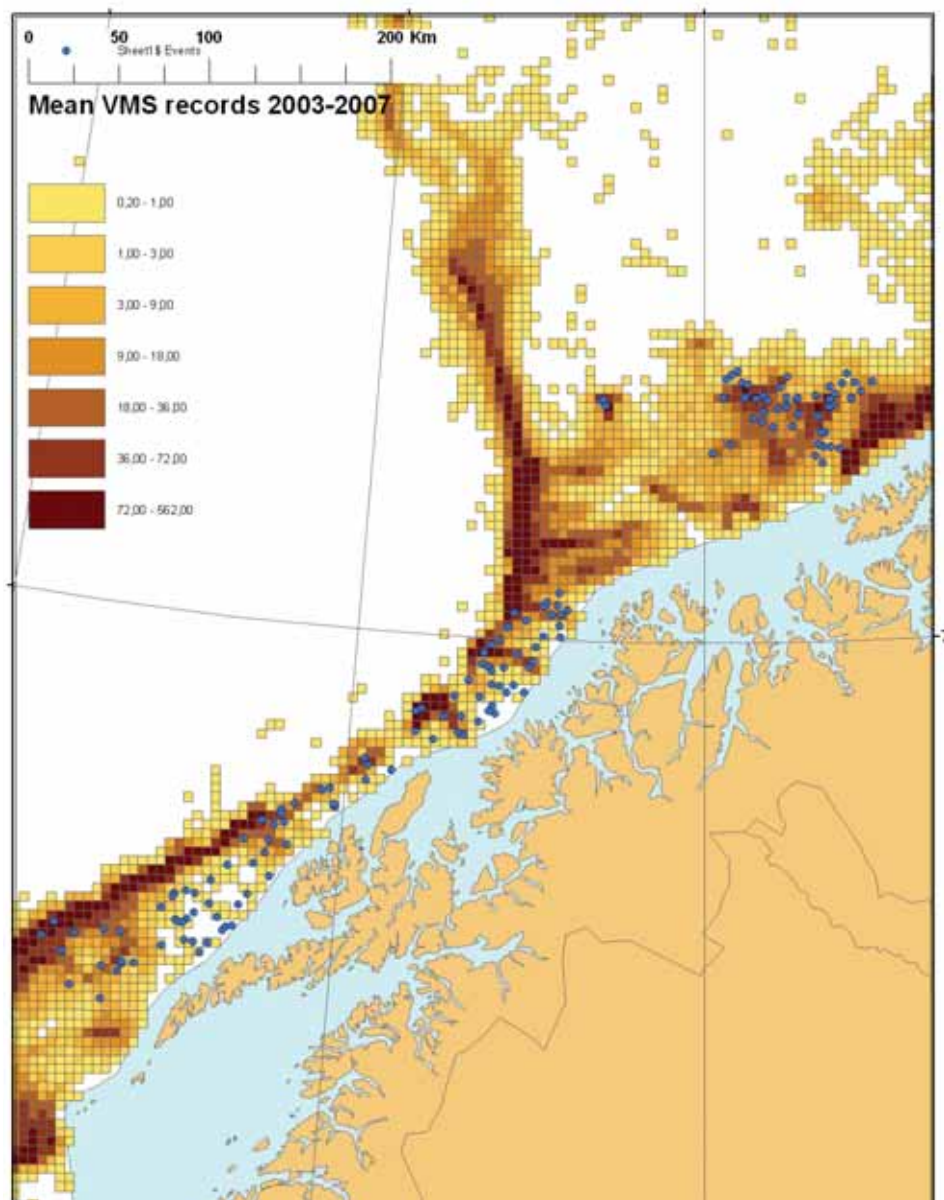 0 50 100 200 Km
Sheet1$ Events
Mean VMS records 2003-2007
0,20 - 1,00
1,00 - 3,00
3,00 - 9,00
9,00 - 18,00
18,00 - 36,00
36,00 - 72,00
72,00 - 562,00